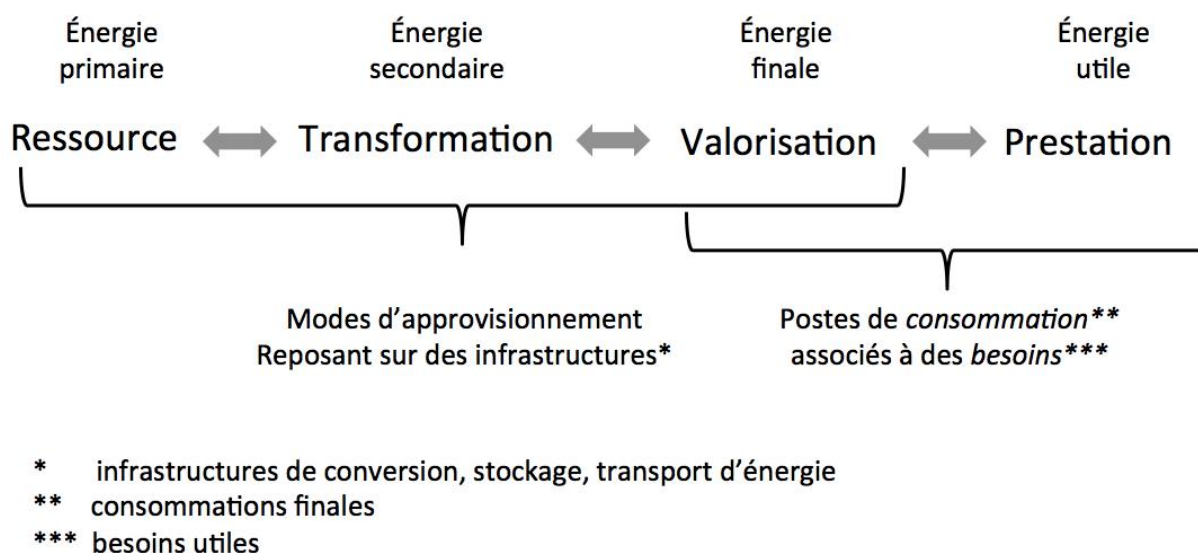 Énergie primaire
Énergie secondaire
Énergie finale
Énergie utile
Ressource Transformation Valorisation Prestation
Modes d'approvisionnement
Reposant sur des infrastructures*
Postes de consommation**
associés à des besoins***
* infrastructures de conversion, stockage, transport d'énergie
** consommations finales
*** besoins utiles